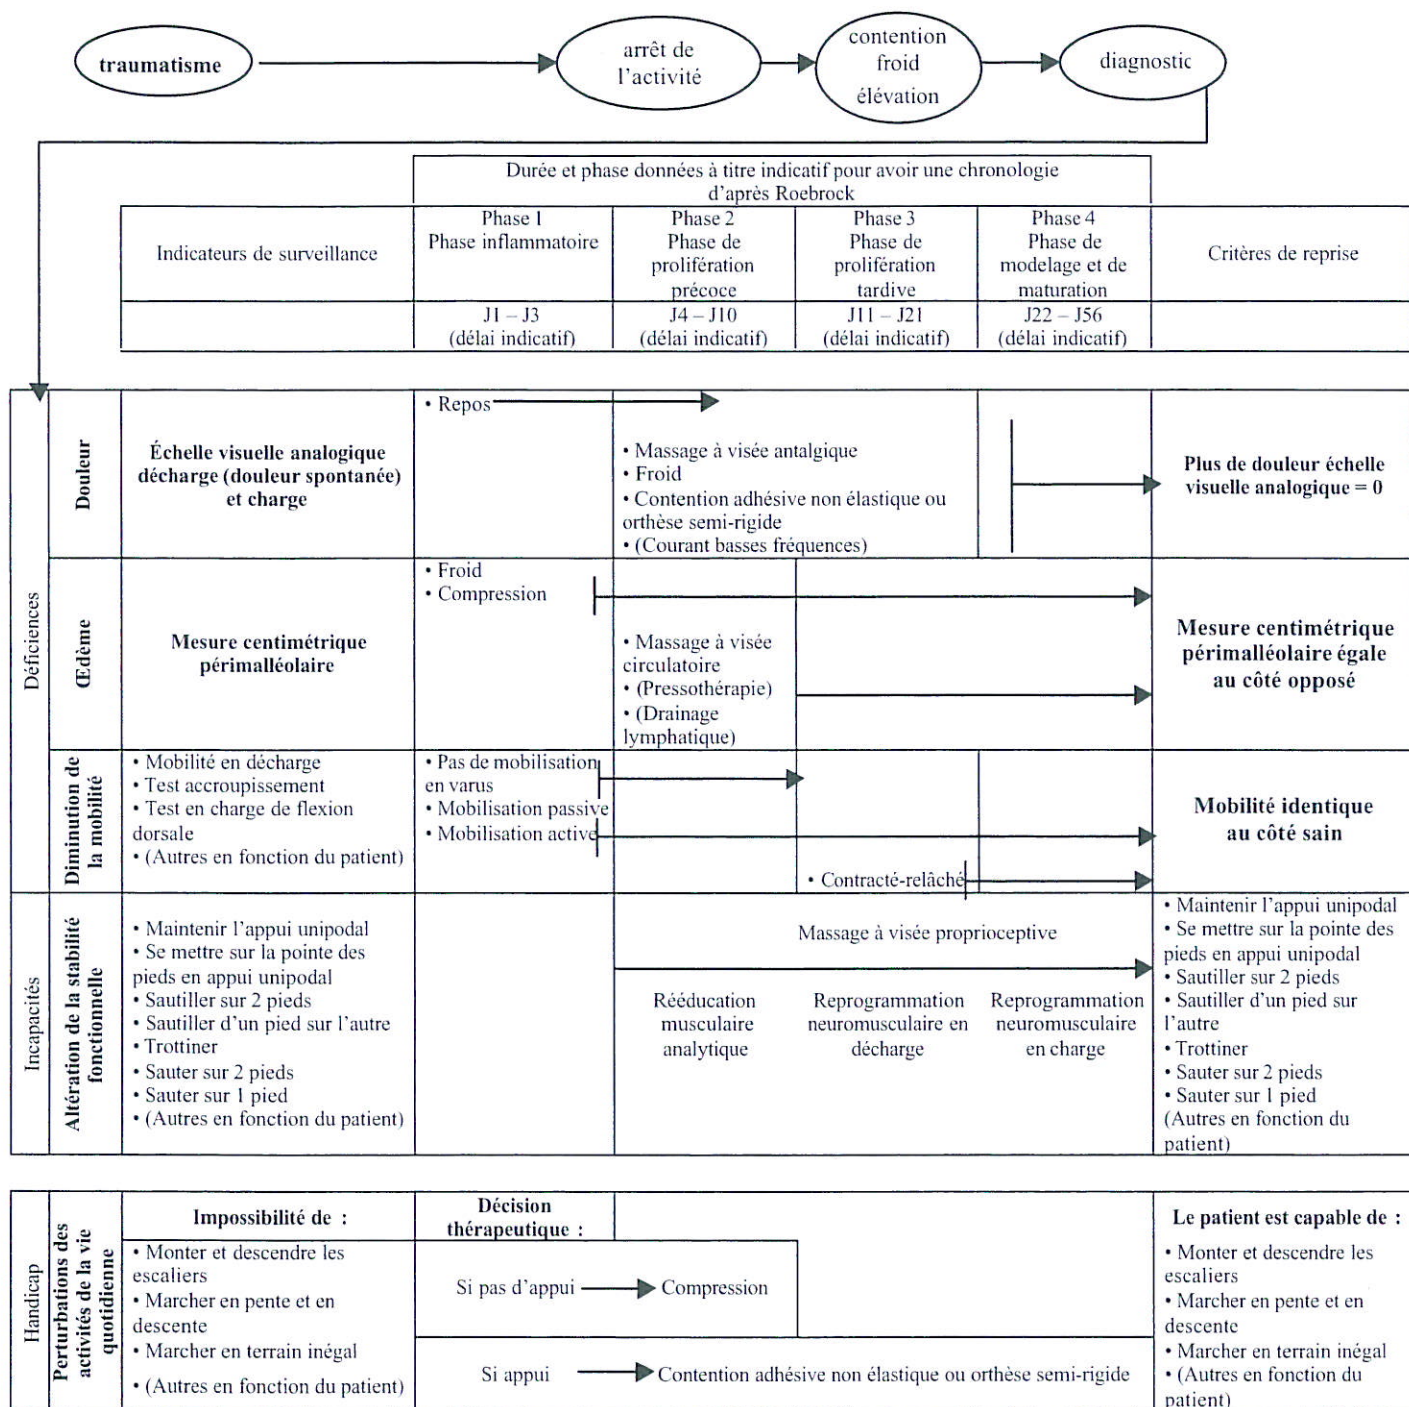 traumatisme
arrêt de
l'activité
contention
froid
élévation
diagnostic
Durée et phase données à titre indicatif pour avoir une chronologie
d'après Roebrock
Indicateurs de surveillance
Phase 1
Phase inflammatoire
Phase 2
Phase de
prolifération
précoce
Phase 3
Phase de
prolifération
tardive
Phase 4
Phase de
modelage et de
maturation
Critères de reprise
J1 – J3
(délai indicatif)
J4 – J10
(délai indicatif)
J11 – J21
(délai indicatif)
J22 – J56
(délai indicatif)
Déficiences
Douleur
Échelle visuelle analogique
décharge (douleur spontanée)
et charge
• Repos
• Massage à visée antalgique
• Froid
• Contention adhésive non élastique ou
orthèse semi-rigide
• (Courant basses fréquences)
Plus de douleur échelle
visuelle analogique = 0
Œdème
Mesure centimétrique
périmalléolaire
• Froid
• Compression
• Massage à visée
circulatoire
• (Pressothérapie)
• (Drainage
lymphatique)
Mesure centimétrique
périmalléolaire égale
au côté opposé
Diminution de
la mobilité
• Mobilité en décharge
• Test accroupissement
• Test en charge de flexion
dorsale
• (Autres en fonction du patient)
• Pas de mobilisation
en varus
• Mobilisation passive
• Mobilisation active
• Contracté-relâché
Mobilité identique
au côté sain
Incapacités
Altération de la stabilité
fonctionnelle
• Maintenir l'appui unipodal
• Se mettre sur la pointe des
pieds en appui unipodal
• Sautiller sur 2 pieds
• Sautiller d'un pied sur l'autre
• Trottiner
• Sauter sur 2 pieds
• Sauter sur 1 pied
• (Autres en fonction du patient)
Massage à visée proprioceptive
Rééducation
musculaire
analytique
Reprogrammation
neuromusculaire en
décharge
Reprogrammation
neuromusculaire
en charge
• Maintenir l'appui unipodal
• Se mettre sur la pointe des
pieds en appui unipodal
• Sautiller sur 2 pieds
• Sautiller d'un pied sur
l'autre
• Trottiner
• Sauter sur 2 pieds
• Sauter sur 1 pied
(Autres en fonction du
patient)
Handicap
Perturbations des
activités de la vie
quotidienne
Impossibilité de :
• Monter et descendre les
escaliers
• Marcher en pente et en
descente
• Marcher en terrain inégal
• (Autres en fonction du patient)
Décision
thérapeutique :
Si pas d'appui
Compression
Si appui
Contention adhésive non élastique ou orthèse semi-rigide
Le patient est capable de :
• Monter et descendre les
escaliers
• Marcher en pente et en
descente
• Marcher en terrain inégal
• (Autres en fonction du
patient)